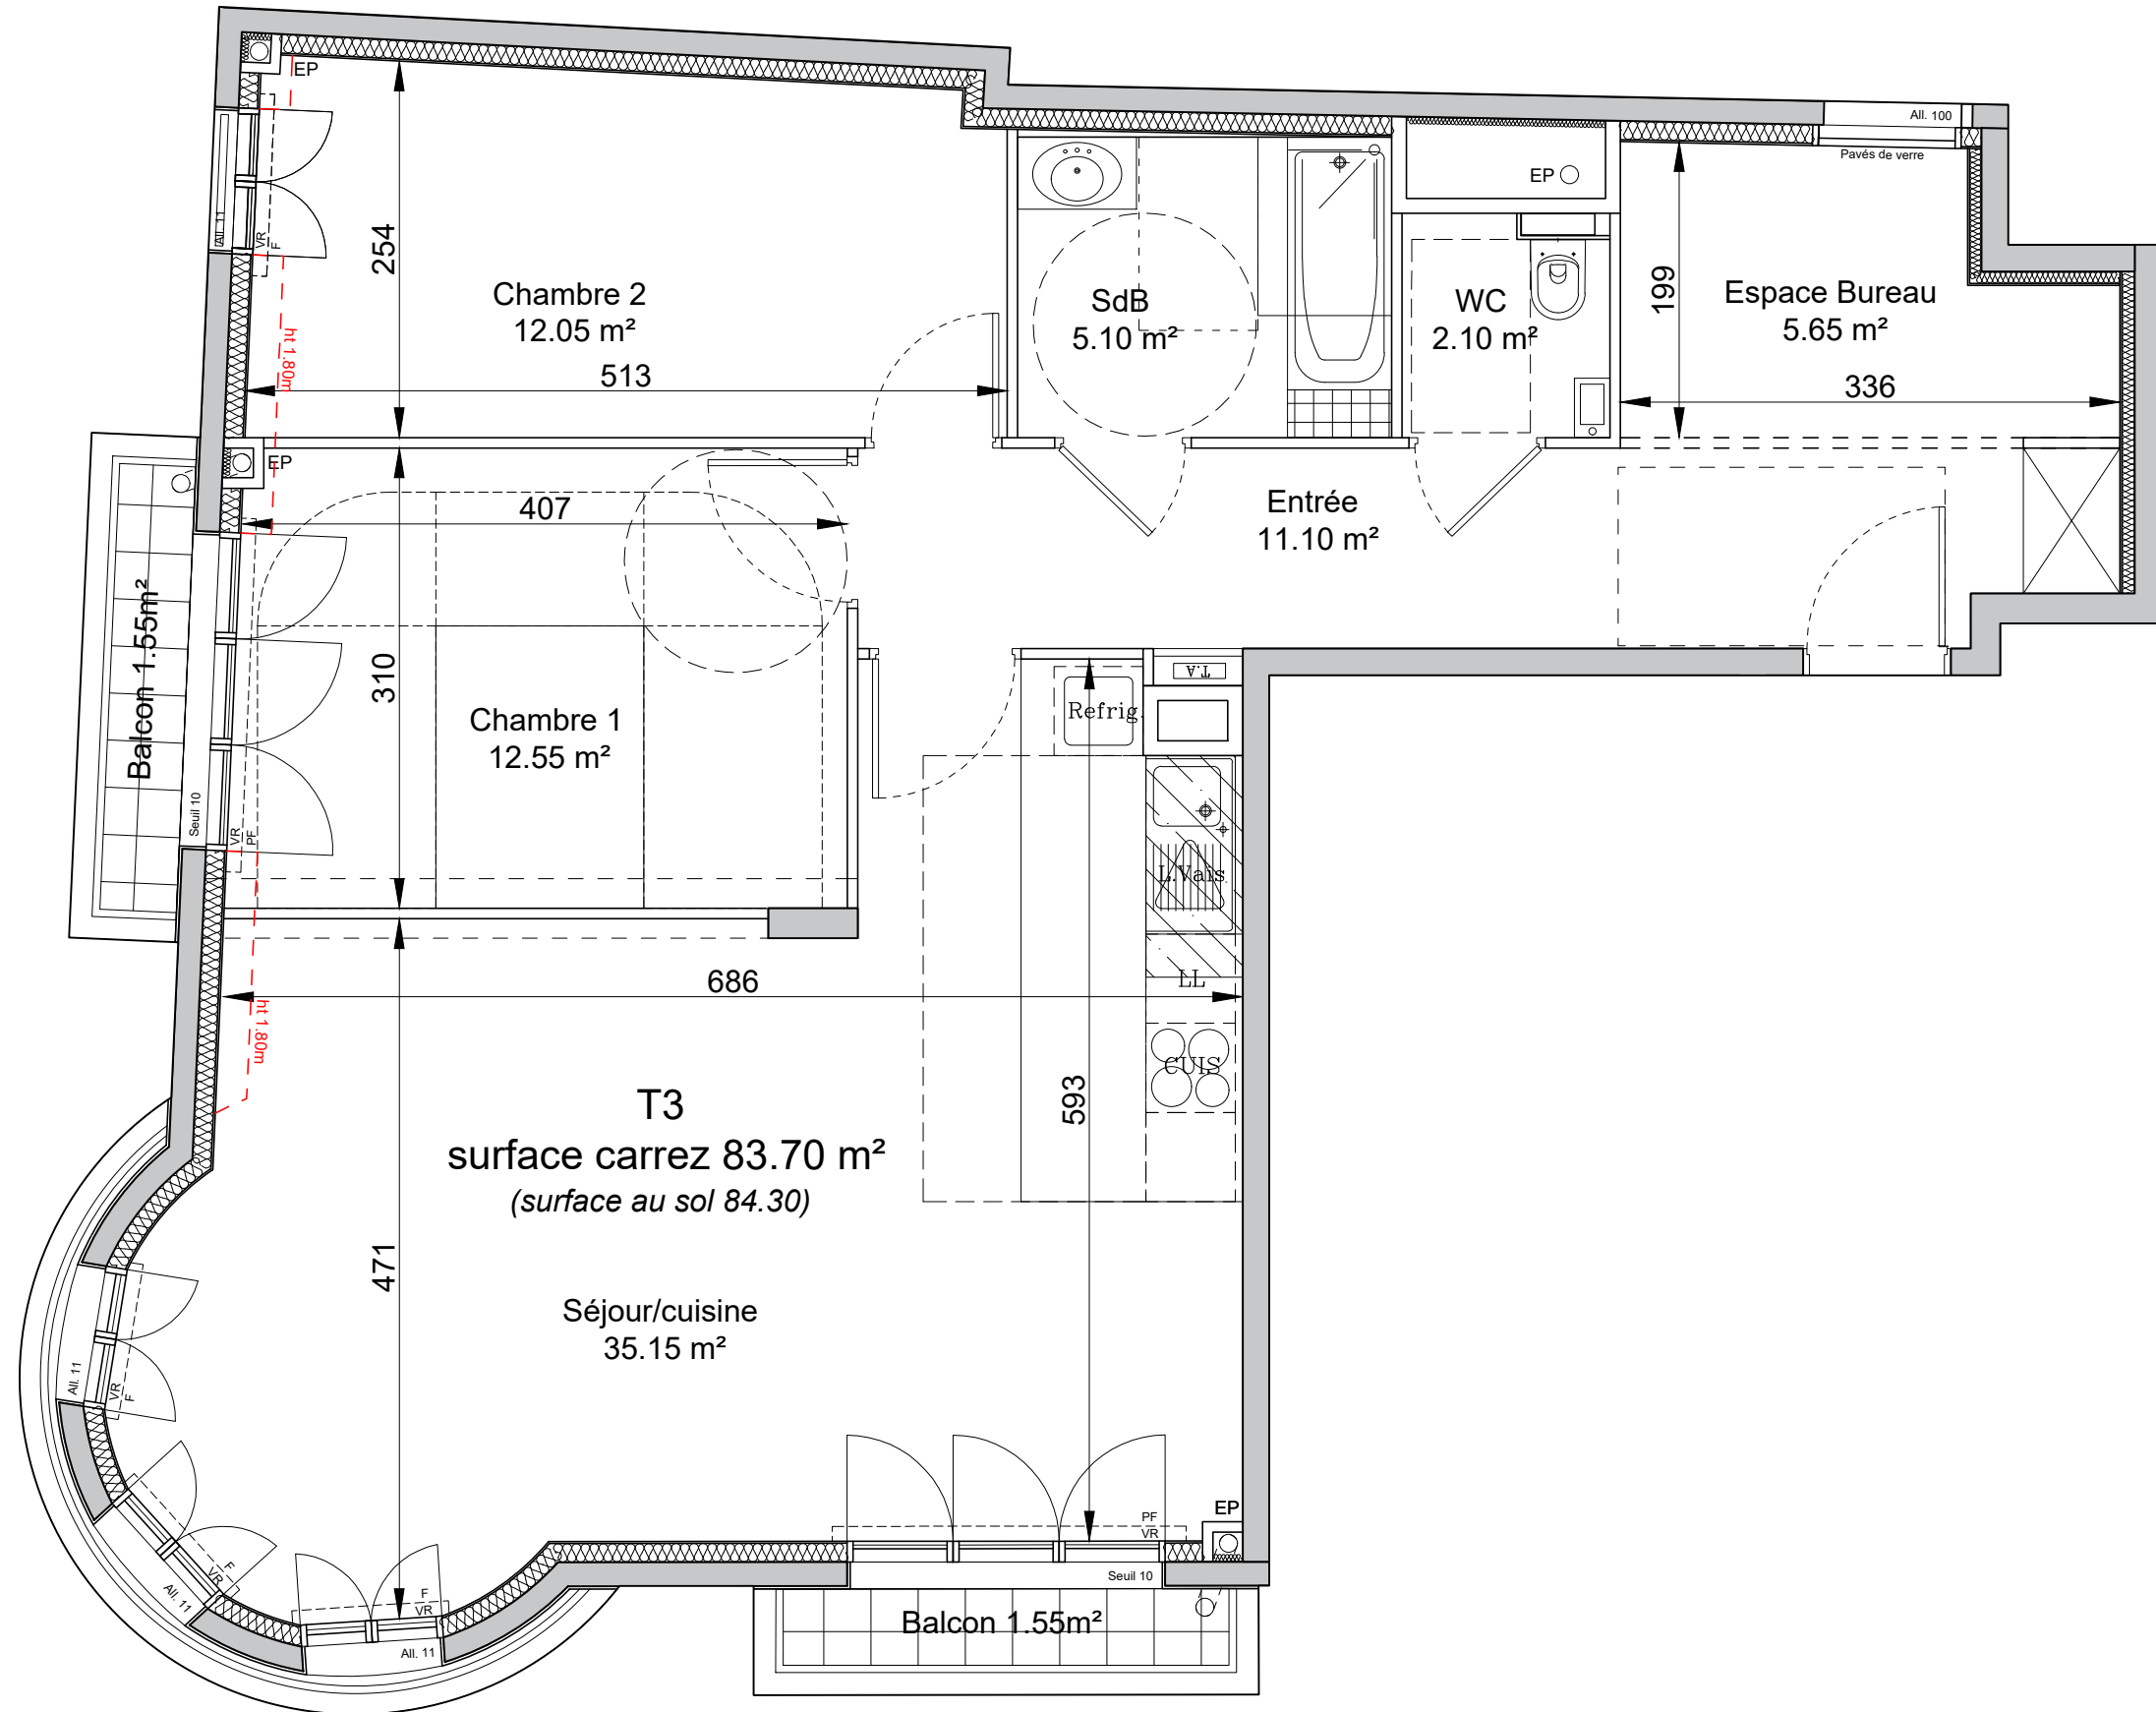 EP
All. 100
Pavés de verre
EP
All. 11
VR
F
254
Chambre 2
12.05 m²
513
ht 1.80m
SdB
5.10 m²
WC
2.10 m²
199
Espace Bureau
5.65 m²
336
EP
407
Entrée
11.10 m²
Balcon 1.55m²
310
Chambre 1
12.55 m²
Seuil 10
VR
PF
T.A
Refrig.
L.Vais
LL
CUIS
686
ht 1.80m
593
T3
surface carrez 83.70 m²
(surface au sol 84.30)
471
Séjour/cuisine
35.15 m²
All. 11
VR
F
F
VR
All. 11
F
VR
All. 11
PF
VR
EP
Seuil 10
Balcon 1.55m²